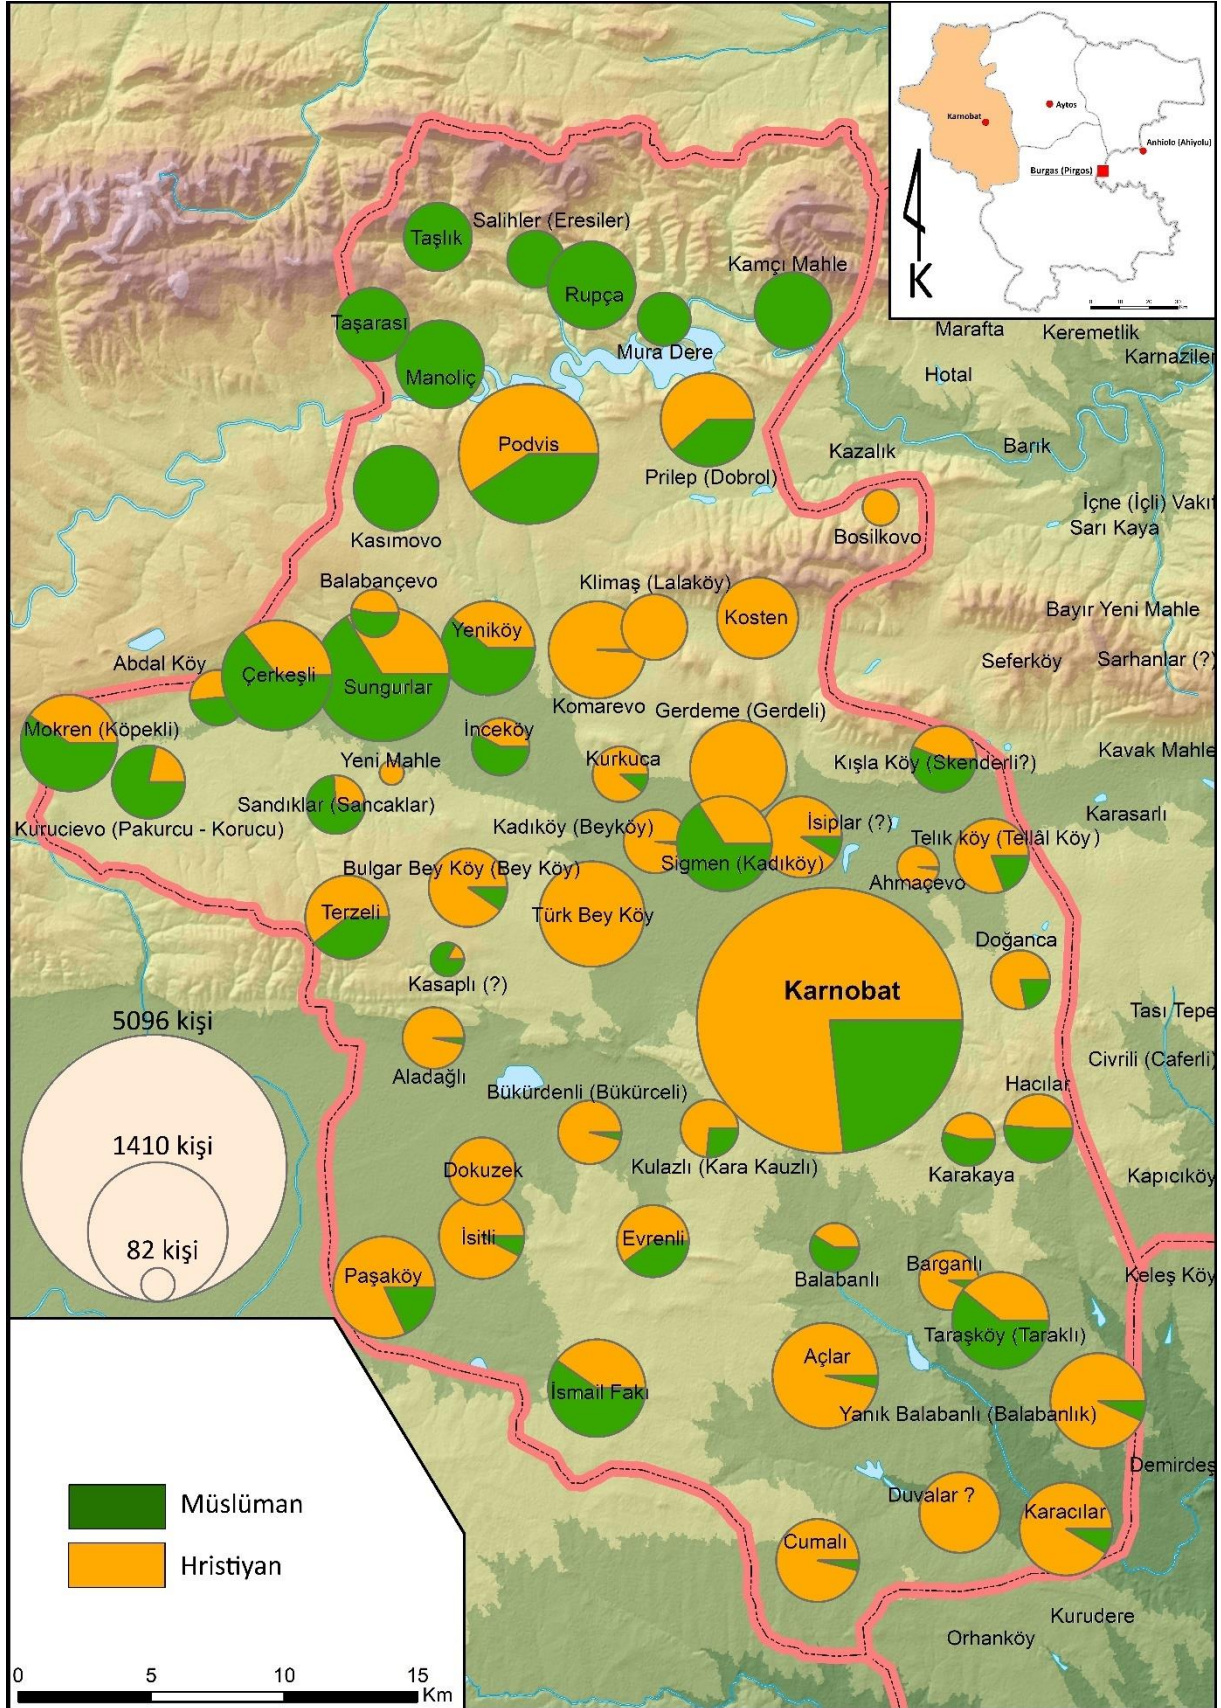 Karnobat
Aytos
Anhiolo (Ahiyolu)
Burgas (Pirgos)
K
0 10 20 30
Km
Salihler (Eresiler)
Taşlık
Kamçı Mahle
Rupça
Taşarası
Mura Dere
Manoliç
Marafta
Keremetlik
Karnaziler
Hotal
Podvis
Barık
Kazalık
Prilep (Dobrol)
İçne (İçli) Vakıf
Sarı Kaya
Kasımovo
Bosilkovo
Balabançevo
Klimaş (Lalaköy)
Bayır Yeni Mahle
Kosten
Yeniköy
Abdal Köy
Seferköy
Sarhanlar (?)
Çerkeşli
Sungurlar
Komarevo
Gerdeme (Gerdeli)
Mokren (Köpekli)
İnceköy
Kavak Mahle
Yeni Mahle
Kurkuca
Kışla Köy (Skenderli?)
Sandıklar (Sancaklar)
Karasarlı
Kurucievo (Pakurcu - Korucu)
Kadıköy (Beyköy)
İsiplar (?)
Telık köy (Tellâl Köy)
Sigmen (Kadıköy)
Bulgar Bey Köy (Bey Köy)
Ahmaçevo
Terzeli
Türk Bey Köy
Doğanca
Kasaplı (?)
Karnobat
Tası Tepe
5096 kişi
Civrili (Caferli)
Aladağlı
Bükürdenli (Bükürceli)
Hacılar
1410 kişi
Dokuzek
Kulazlı (Kara Kauzlı)
Karakaya
Kapıcıköy
İsitli
Evrenli
82 kişi
Balabanlı
Barganlı
Paşaköy
Keleş Köy
Taraşköy (Taraklı)
Açlar
İsmail Fakı
Yanık Balabanlı (Balabanlık)
Demirdeş
Duvalar ?
Müslüman
Karacılar
Cumalı
Hristiyan
Kurudere
Orhanköy
0 5 10 15
Km